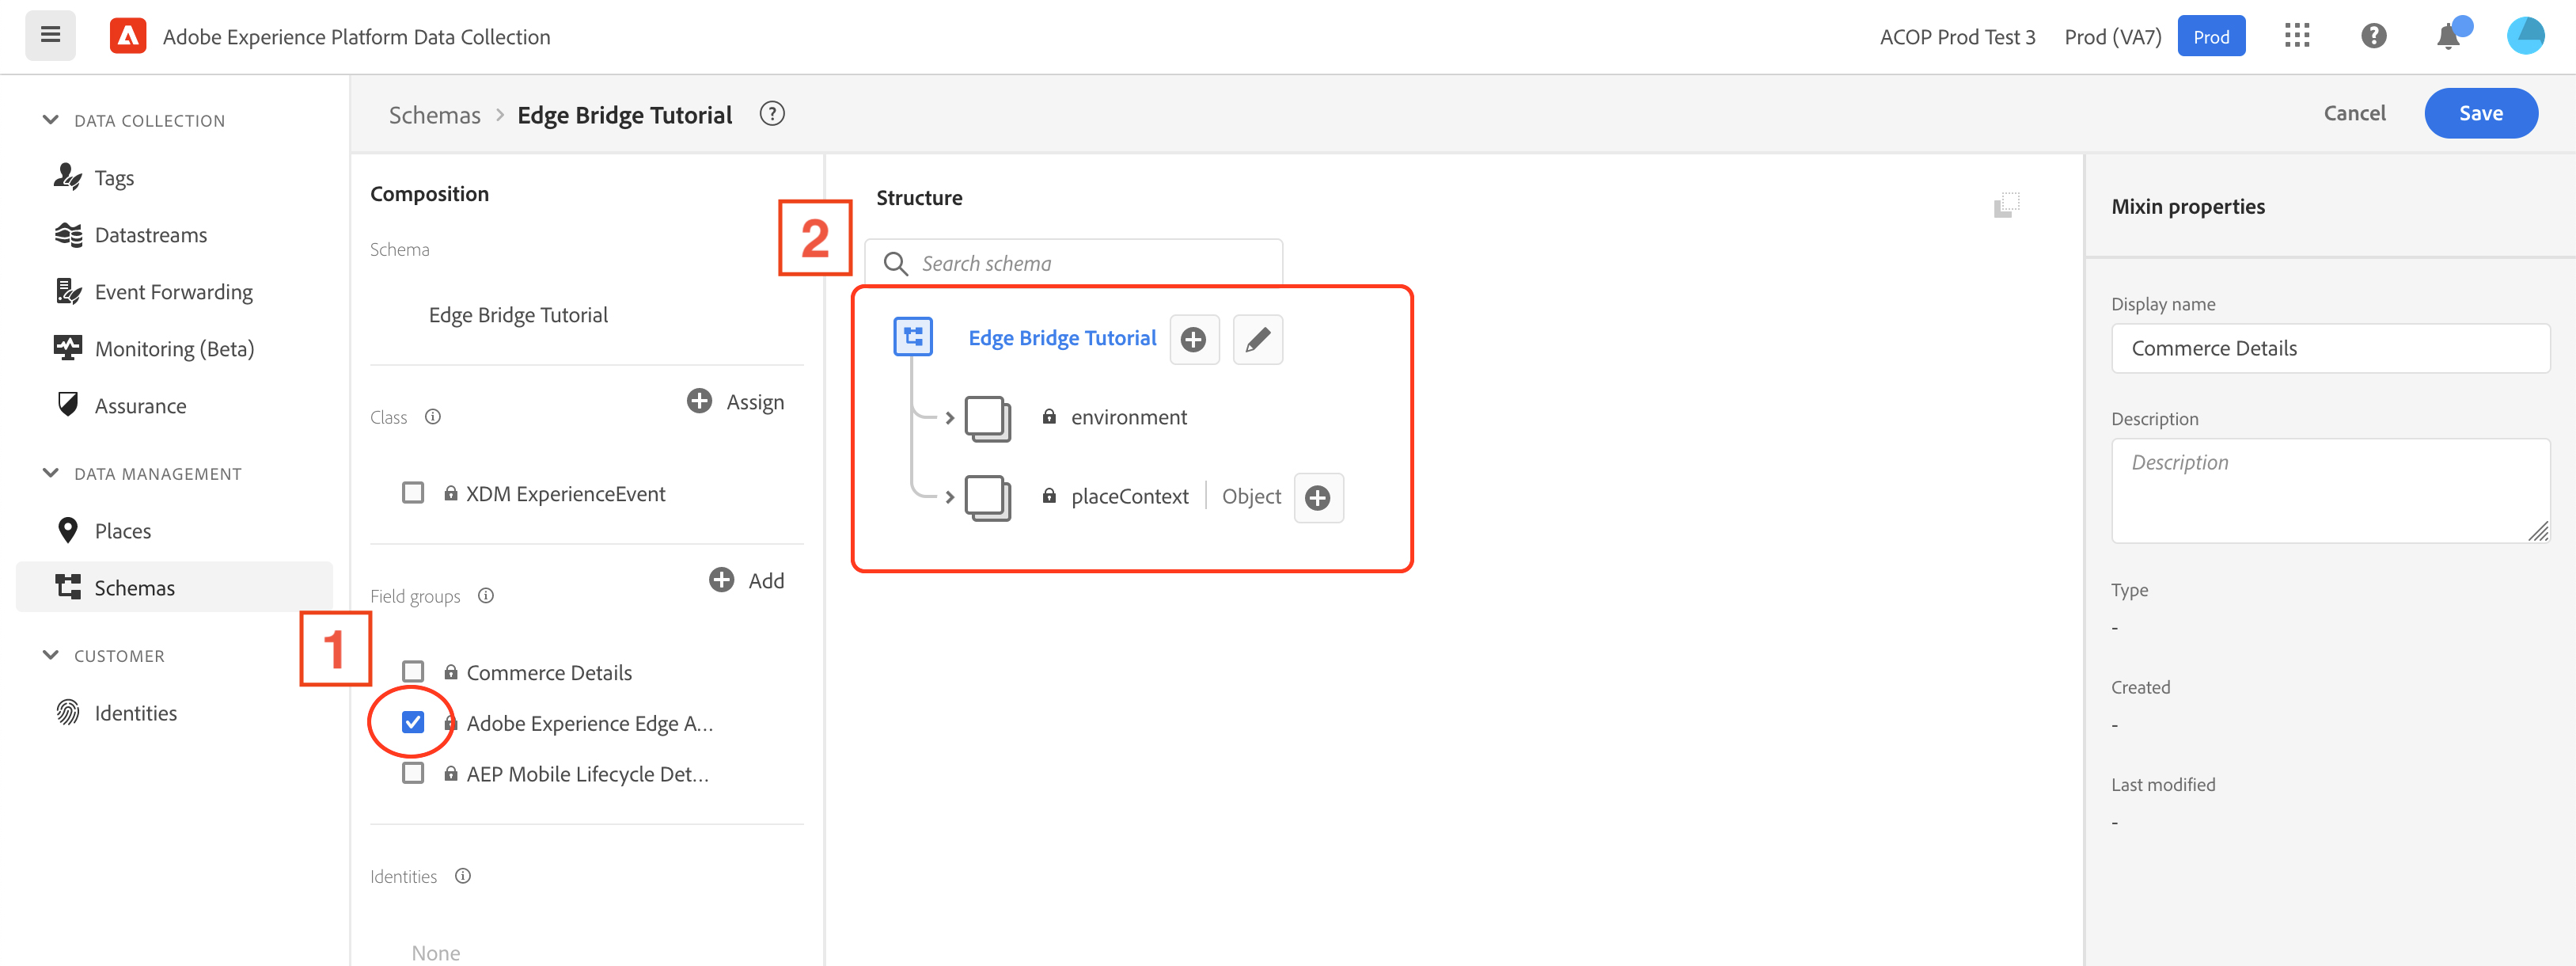 Adobe Experience Platform Data Collection
ACOP Prod Test 3
Prod (VA7)
Prod
DATA COLLECTION
Tags
Datastreams
Event Forwarding
Monitoring (Beta)
Assurance
DATA MANAGEMENT
Places
Schemas
CUSTOMER
Identities
Schemas > Edge Bridge Tutorial
Cancel
Save
Composition
Schema
Edge Bridge Tutorial
Class
Assign
XDM ExperienceEvent
Field groups
Add
1
Commerce Details
Adobe Experience Edge A...
AEP Mobile Lifecycle Det...
Identities
None
2
Structure
Search schema
Edge Bridge Tutorial
environment
placeContext | Object
Mixin properties
Display name
Commerce Details
Description
Description
Type
-
Created
-
Last modified
-